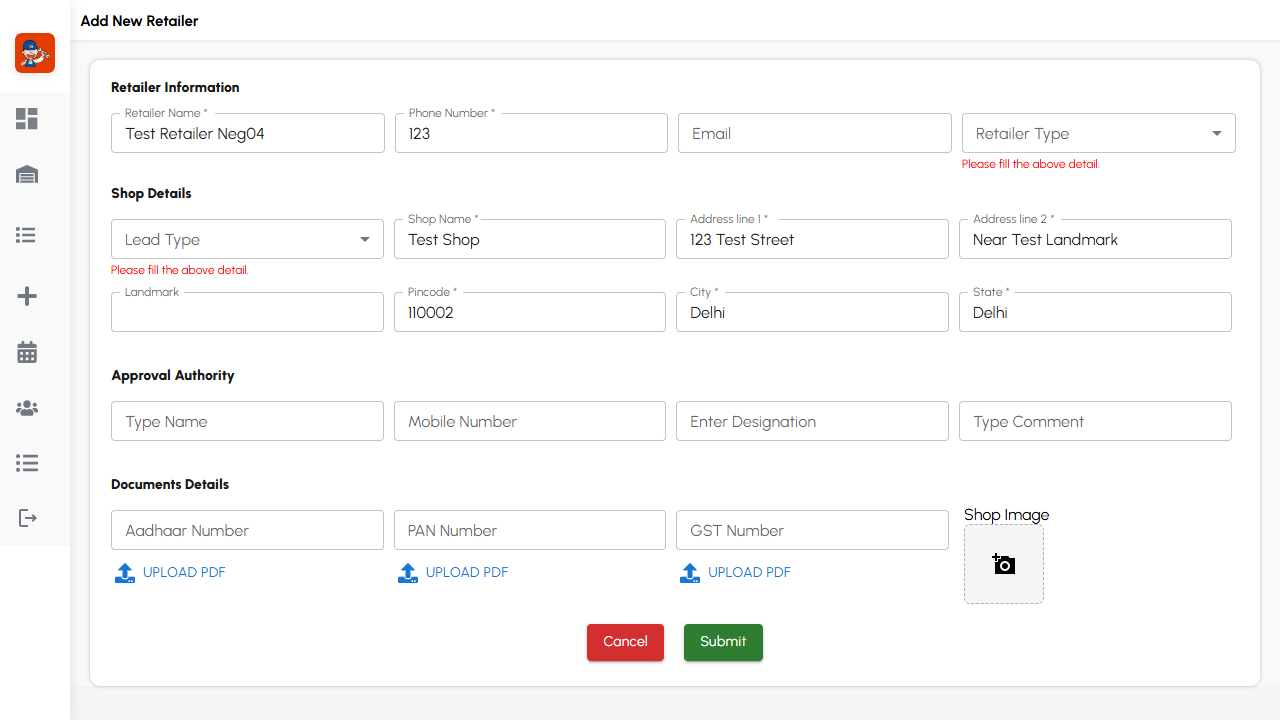 Add New Retailer
Retailer Information
Retailer Name *
Test Retailer Neg04
Phone Number *
123
Email
Retailer Type
Please fill the above detail.
Shop Details
Lead Type
Please fill the above detail.
Shop Name *
Test Shop
Address line 1 *
123 Test Street
Address line 2 *
Near Test Landmark
Landmark
Pincode *
110002
City *
Delhi
State *
Delhi
Approval Authority
Type Name
Mobile Number
Enter Designation
Type Comment
Documents Details
Aadhaar Number
PAN Number
GST Number
Shop Image
UPLOAD PDF
UPLOAD PDF
UPLOAD PDF
Cancel
Submit